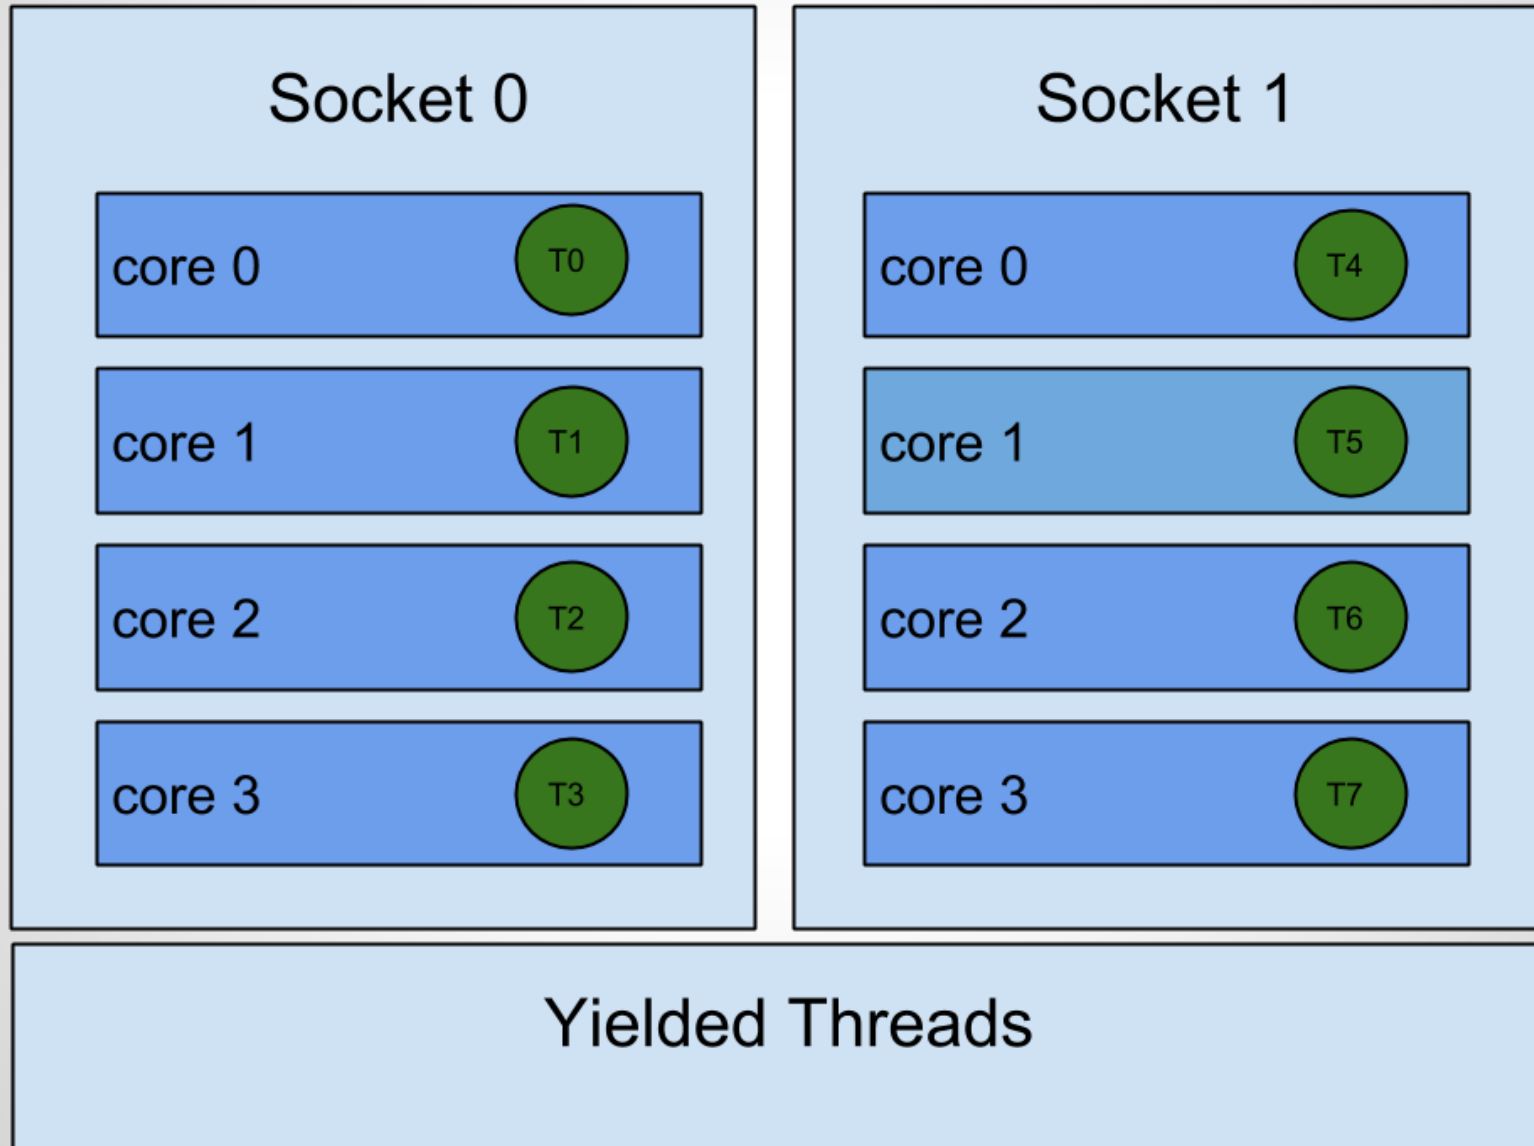 Socket 0
core 0 T0
core 1 T1
core 2 T2
core 3 T3
Socket 1
core 0 T4
core 1 T5
core 2 T6
core 3 T7
Yielded Threads